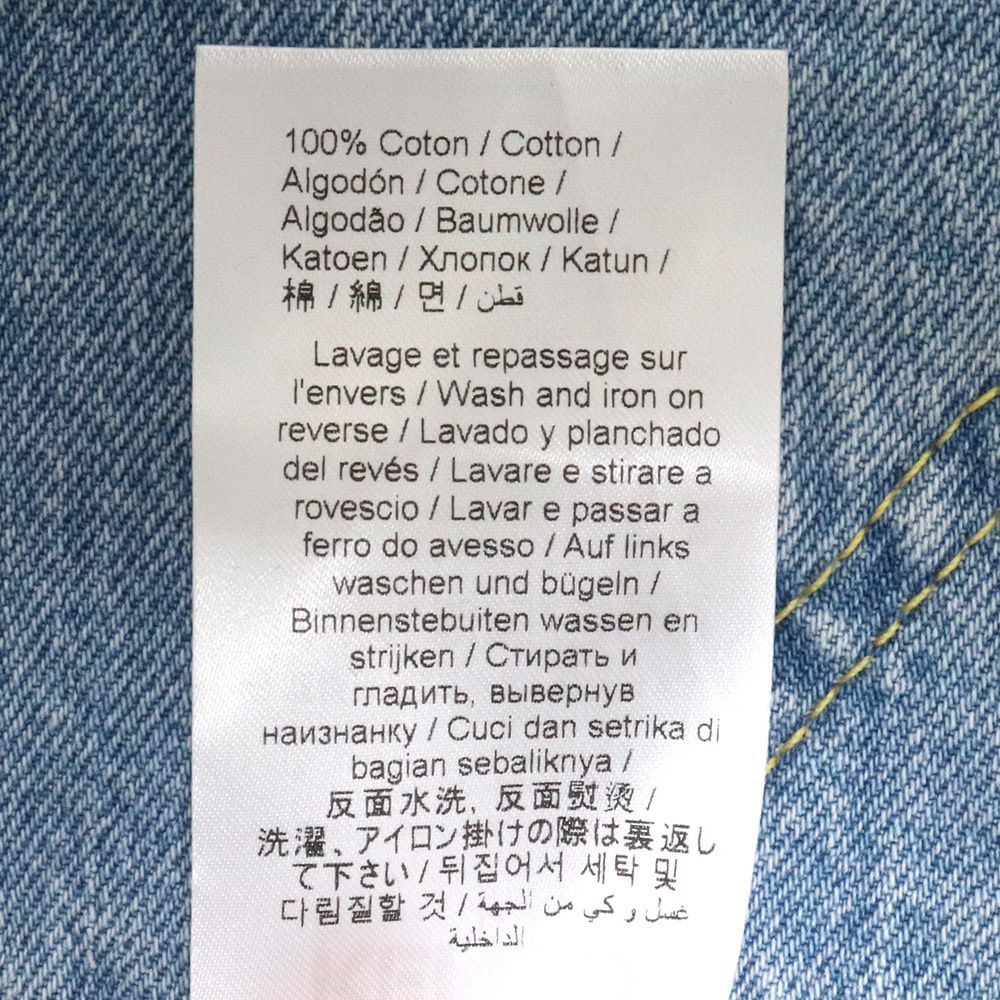 100% Coton / Cotton /
Algodón / Cotone /
Algodão / Baumwolle /
Katoen / Хлопок / Katun /
棉 / 綿 / 면 / قطن
Lavage et repassage sur
l'envers / Wash and iron on
reverse / Lavado y planchado
del revés / Lavare e stirare a
rovescio / Lavar e passar a
ferro do avesso / Auf links
waschen und bügeln /
Binnenstebuiten wassen en
strijken / Стирать и
гладить, вывернув
наизнанку / Cuci dan setrika di
bagian sebaliknya /
反面水洗, 反面熨烫 /
洗濯、アイロン掛けの際は裏返し
て下さい / 뒤집어서 세탁 및
다림질할 것 / غسل و كي من الجهة
الداخلية